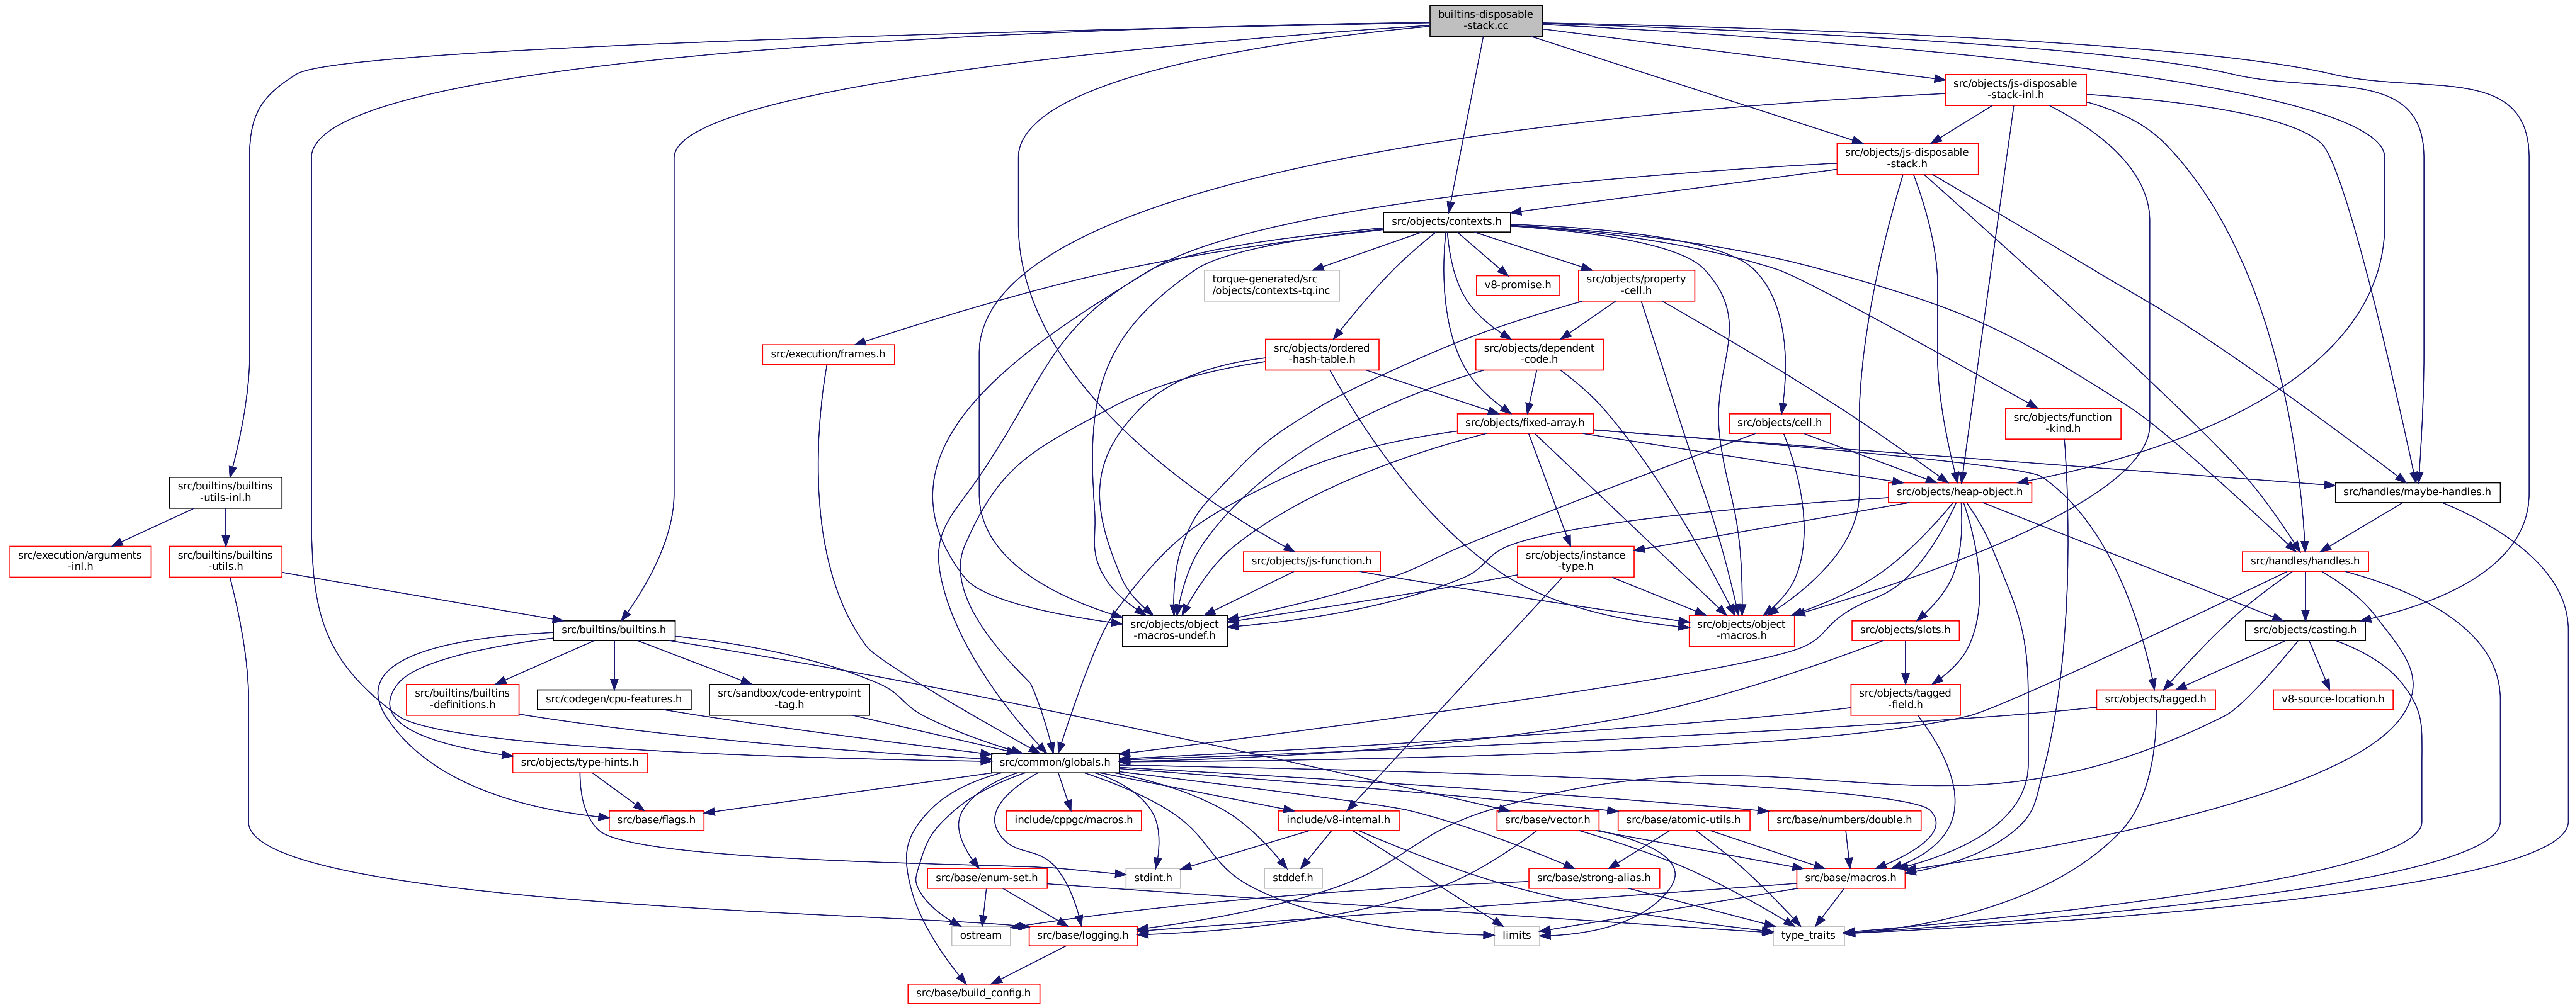 builtins-disposable
-stack.cc
src/objects/js-disposable
-stack-inl.h
src/objects/js-disposable
-stack.h
src/objects/contexts.h
torque-generated/src
/objects/contexts-tq.inc
v8-promise.h
src/objects/property
-cell.h
src/execution/frames.h
src/objects/ordered
-hash-table.h
src/objects/dependent
-code.h
src/objects/fixed-array.h
src/objects/cell.h
src/objects/function
-kind.h
src/builtins/builtins
-utils-inl.h
src/objects/heap-object.h
src/handles/maybe-handles.h
src/execution/arguments
-inl.h
src/builtins/builtins
-utils.h
src/objects/js-function.h
src/objects/instance
-type.h
src/handles/handles.h
src/builtins/builtins.h
src/objects/object
-macros-undef.h
src/objects/object
-macros.h
src/objects/slots.h
src/objects/casting.h
src/builtins/builtins
-definitions.h
src/codegen/cpu-features.h
src/sandbox/code-entrypoint
-tag.h
src/objects/tagged
-field.h
src/objects/tagged.h
v8-source-location.h
src/objects/type-hints.h
src/common/globals.h
src/base/flags.h
include/cppgc/macros.h
include/v8-internal.h
src/base/vector.h
src/base/atomic-utils.h
src/base/numbers/double.h
src/base/enum-set.h
stdint.h
stddef.h
src/base/strong-alias.h
src/base/macros.h
ostream
src/base/logging.h
limits
type_traits
src/base/build_config.h